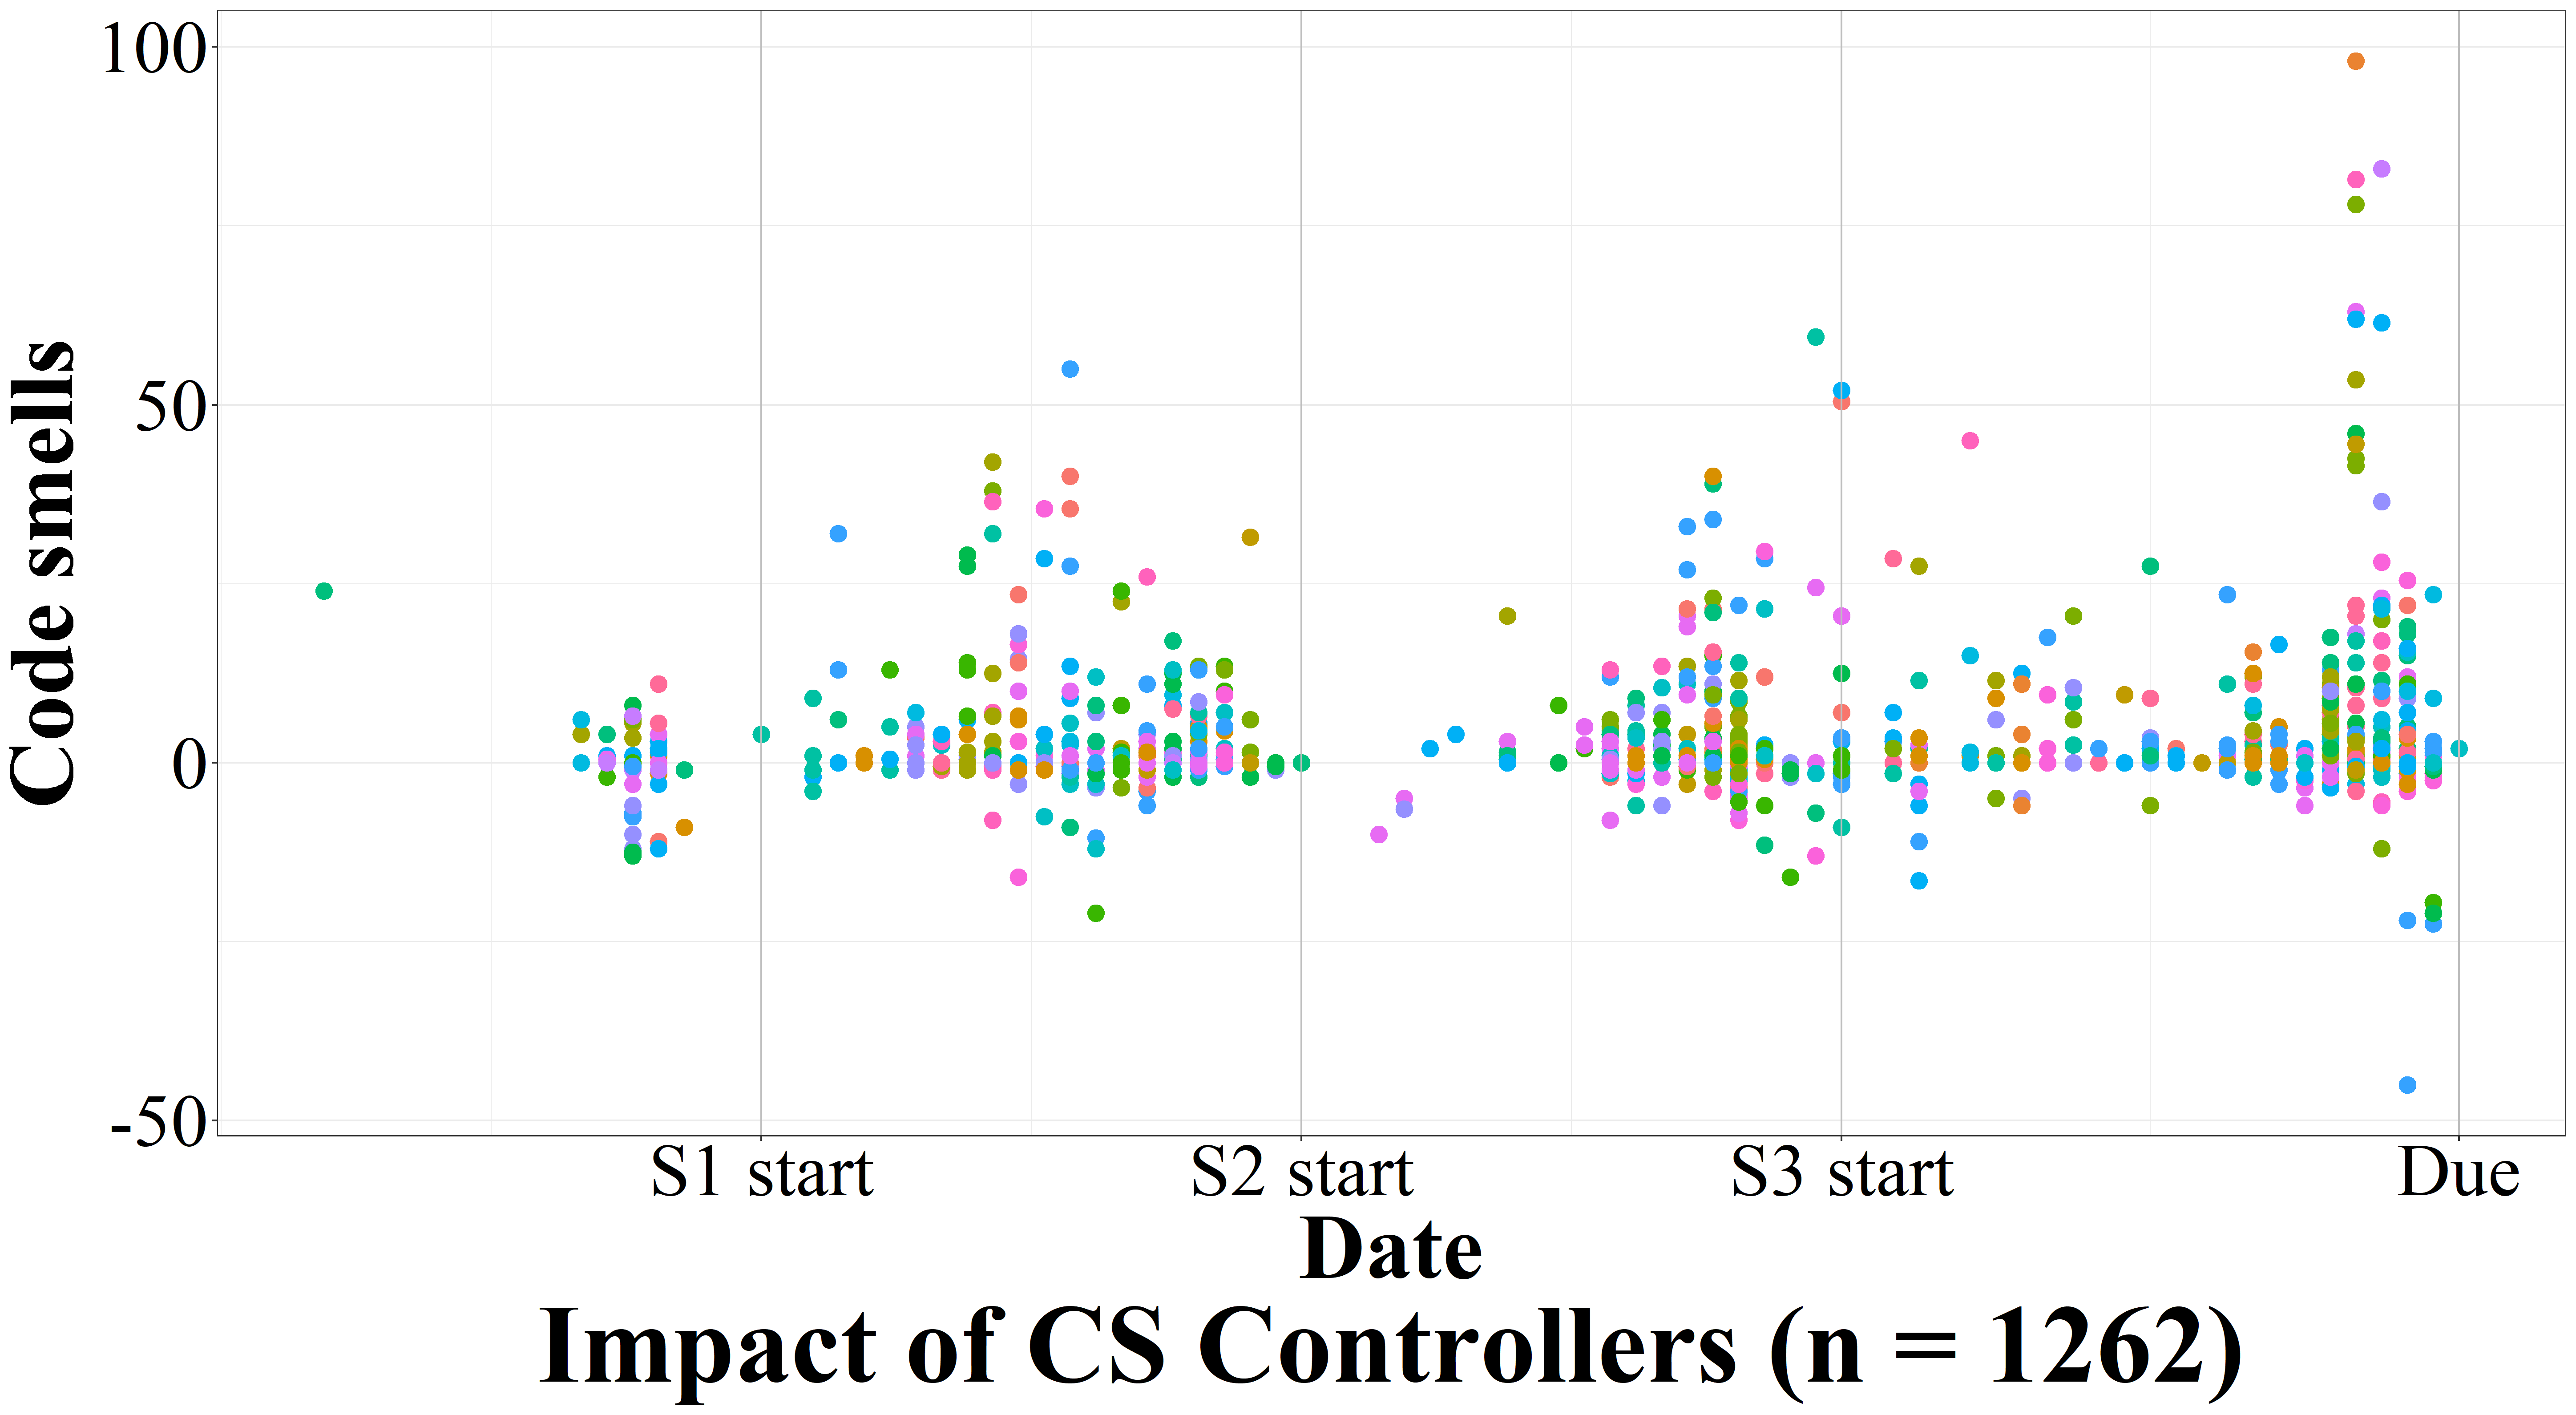 100
50
0
-50
Code smells
S1 start
S2 start
S3 start
Due
Date
Impact of CS Controllers (n = 1262)